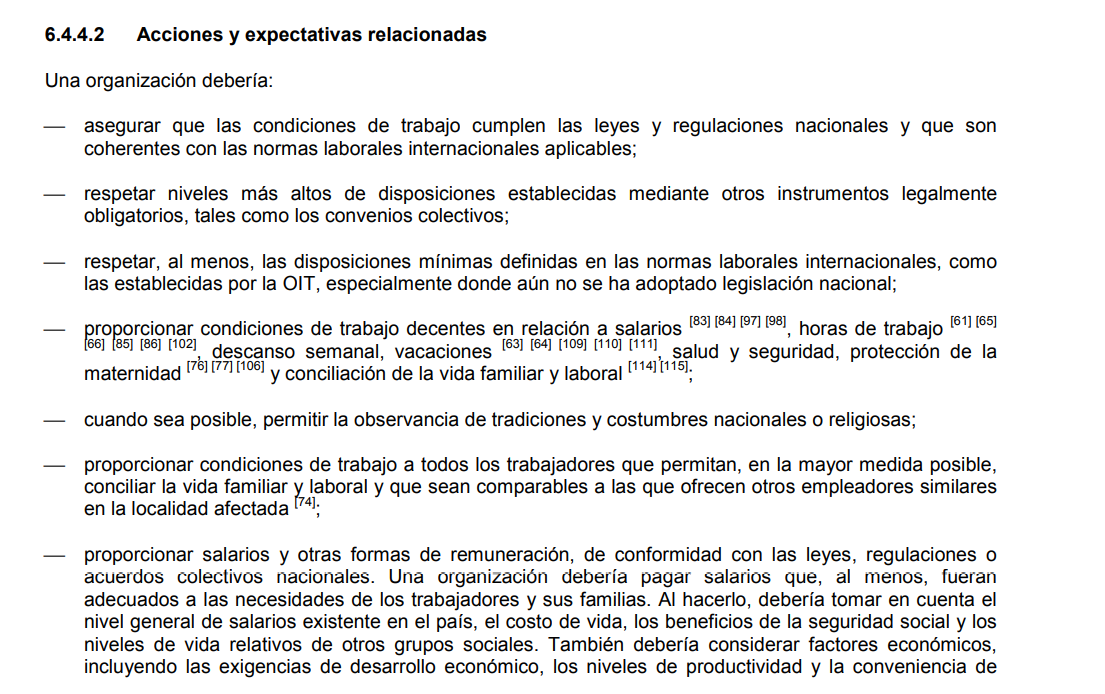 6.4.4.2 Acciones y expectativas relacionadas
Una organización debería:
— asegurar que las condiciones de trabajo cumplen las leyes y regulaciones nacionales y que son
coherentes con las normas laborales internacionales aplicables;
— respetar niveles más altos de disposiciones establecidas mediante otros instrumentos legalmente
obligatorios, tales como los convenios colectivos;
— respetar, al menos, las disposiciones mínimas definidas en las normas laborales internacionales, como
las establecidas por la OIT, especialmente donde aún no se ha adoptado legislación nacional;
— proporcionar condiciones de trabajo decentes en relación a salarios [83] [84] [97] [98], horas de trabajo [61] [65]
[66] [85] [86] [102], descanso semanal, vacaciones [63] [64] [109] [110] [111], salud y seguridad, protección de la
maternidad [76] [77] [106] y conciliación de la vida familiar y laboral [114] [115];
— cuando sea posible, permitir la observancia de tradiciones y costumbres nacionales o religiosas;
— proporcionar condiciones de trabajo a todos los trabajadores que permitan, en la mayor medida posible,
conciliar la vida familiar y laboral y que sean comparables a las que ofrecen otros empleadores similares
en la localidad afectada [74];
— proporcionar salarios y otras formas de remuneración, de conformidad con las leyes, regulaciones o
acuerdos colectivos nacionales. Una organización debería pagar salarios que, al menos, fueran
adecuados a las necesidades de los trabajadores y sus familias. Al hacerlo, debería tomar en cuenta el
nivel general de salarios existente en el país, el costo de vida, los beneficios de la seguridad social y los
niveles de vida relativos de otros grupos sociales. También debería considerar factores económicos,
incluyendo las exigencias de desarrollo económico, los niveles de productividad y la conveniencia de